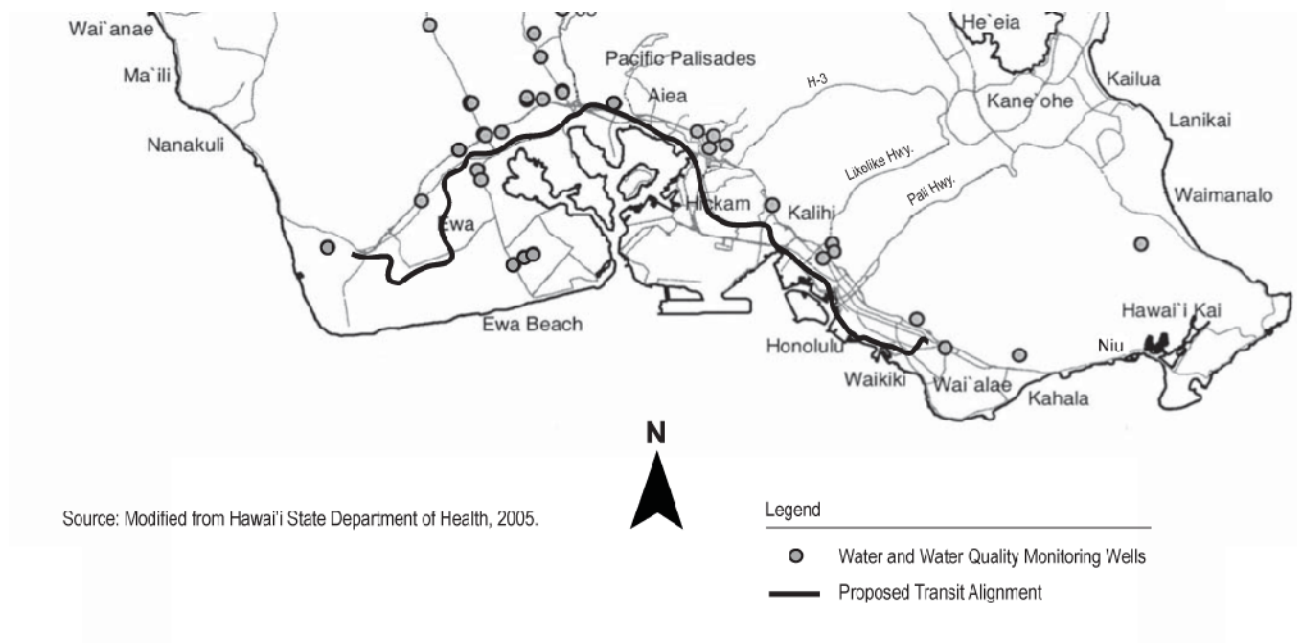 He`eia
Wai`anae
Pacific Palisades
Ma`ili
H-3
Kailua
Aiea
Kane`ohe
Lanikai
Nanakuli
Likelike Hwy.
Pali Hwy.
Waimanalo
Hickam
Kalihi
Ewa
Hawai`i Kai
Ewa Beach
Honolulu
Niu
Waikiki
Wai`alae
Kahala
N
Source: Modified from Hawai'i State Department of Health, 2005.
Legend
Water and Water Quality Monitoring Wells
Proposed Transit Alignment